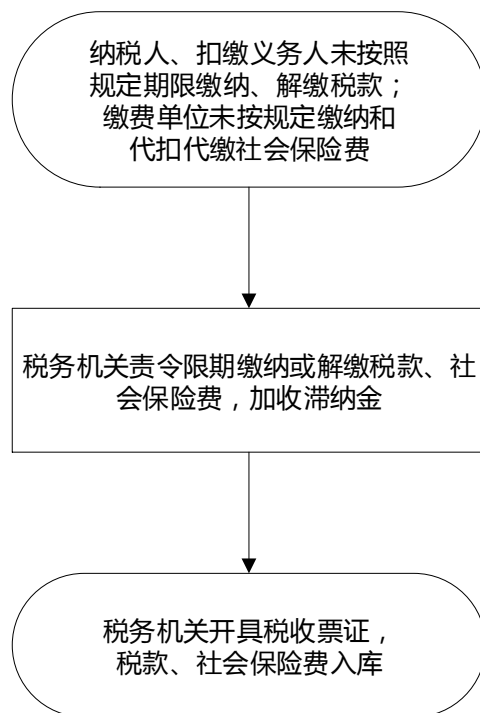 纳税人、扣缴义务人未按照
规定期限缴纳、解缴税款；
缴费单位未按规定缴纳和
代扣代缴社会保险费
税务机关责令限期缴纳或解缴税款、社
会保险费，加收滞纳金
税务机关开具税收票证，
税款、社会保险费入库